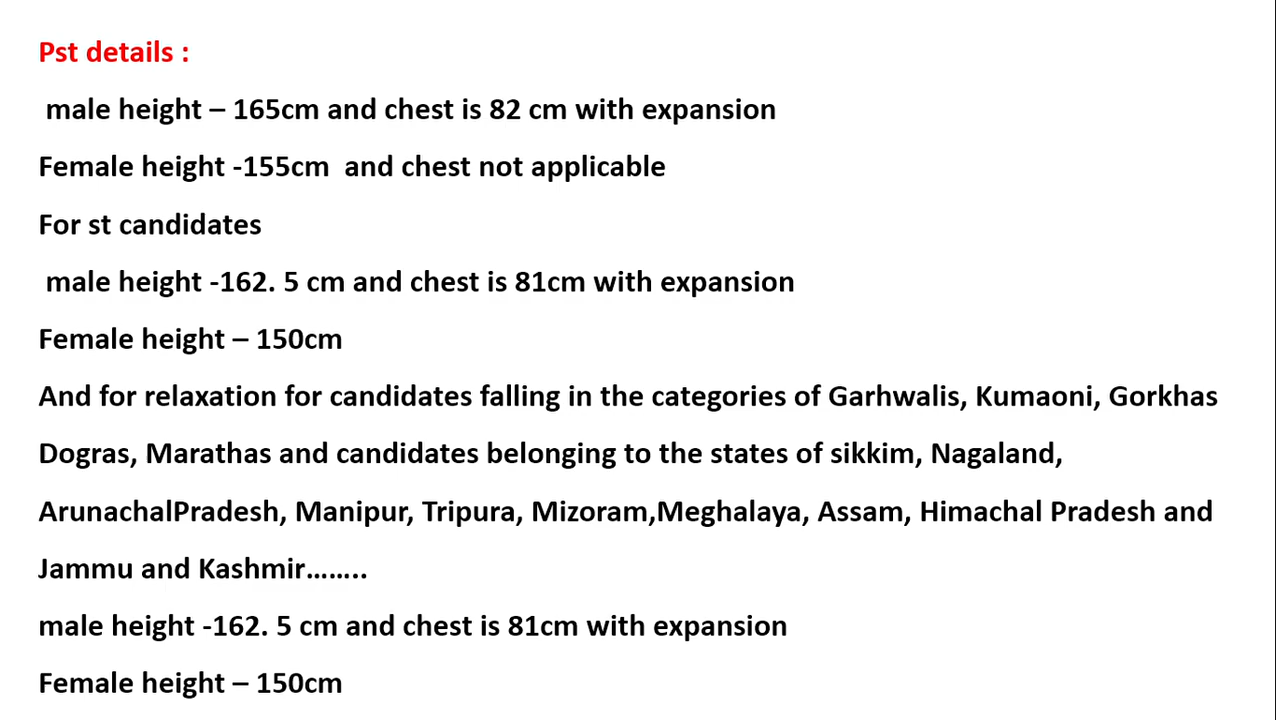 Pst details :
male height – 165cm and chest is 82 cm with expansion
Female height -155cm  and chest not applicable
For st candidates
male height -162. 5 cm and chest is 81cm with expansion
Female height – 150cm
And for relaxation for candidates falling in the categories of Garhwalis, Kumaoni, Gorkhas
Dogras, Marathas and candidates belonging to the states of sikkim, Nagaland,
ArunachalPradesh, Manipur, Tripura, Mizoram,Meghalaya, Assam, Himachal Pradesh and
Jammu and Kashmir……..
male height -162. 5 cm and chest is 81cm with expansion
Female height – 150cm